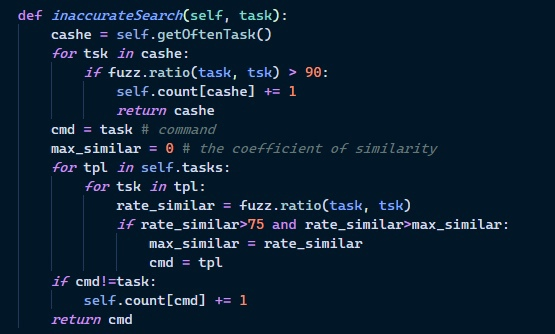 def inaccurateSearch(self, task):
    cashe = self.getOftenTask()
    for tsk in cashe:
        if fuzz.ratio(task, tsk) > 90:
            self.count[cashe] += 1
            return cashe
    cmd = task # command
    max_similar = 0 # the coefficient of similarity
    for tpl in self.tasks:
        for tsk in tpl:
            rate_similar = fuzz.ratio(task, tsk)
            if rate_similar>75 and rate_similar>max_similar:
                max_similar = rate_similar
                cmd = tpl
    if cmd!=task:
        self.count[cmd] += 1
    return cmd